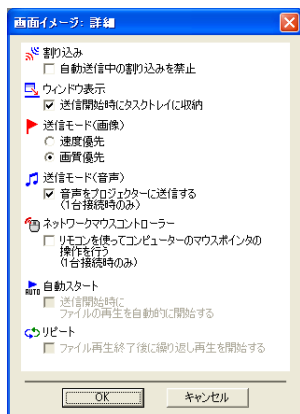 画面イメージ: 詳細
割り込み
自動送信中の割り込みを禁止
ウィンドウ表示
送信開始時にタスクトレイに収納
送信モード(画像)
速度優先
画質優先
送信モード(音声)
音声をプロジェクターに送信する
(1台接続時のみ)
ネットワークマウスコントローラー
リモコンを使ってコンピューターのマウスポインタの
操作を行う
(1台接続時のみ)
AUTO 自動スタート
送信開始時に
ファイルの再生を自動的に開始する
リピート
ファイル再生終了後に繰り返し再生を開始する
OK キャンセル